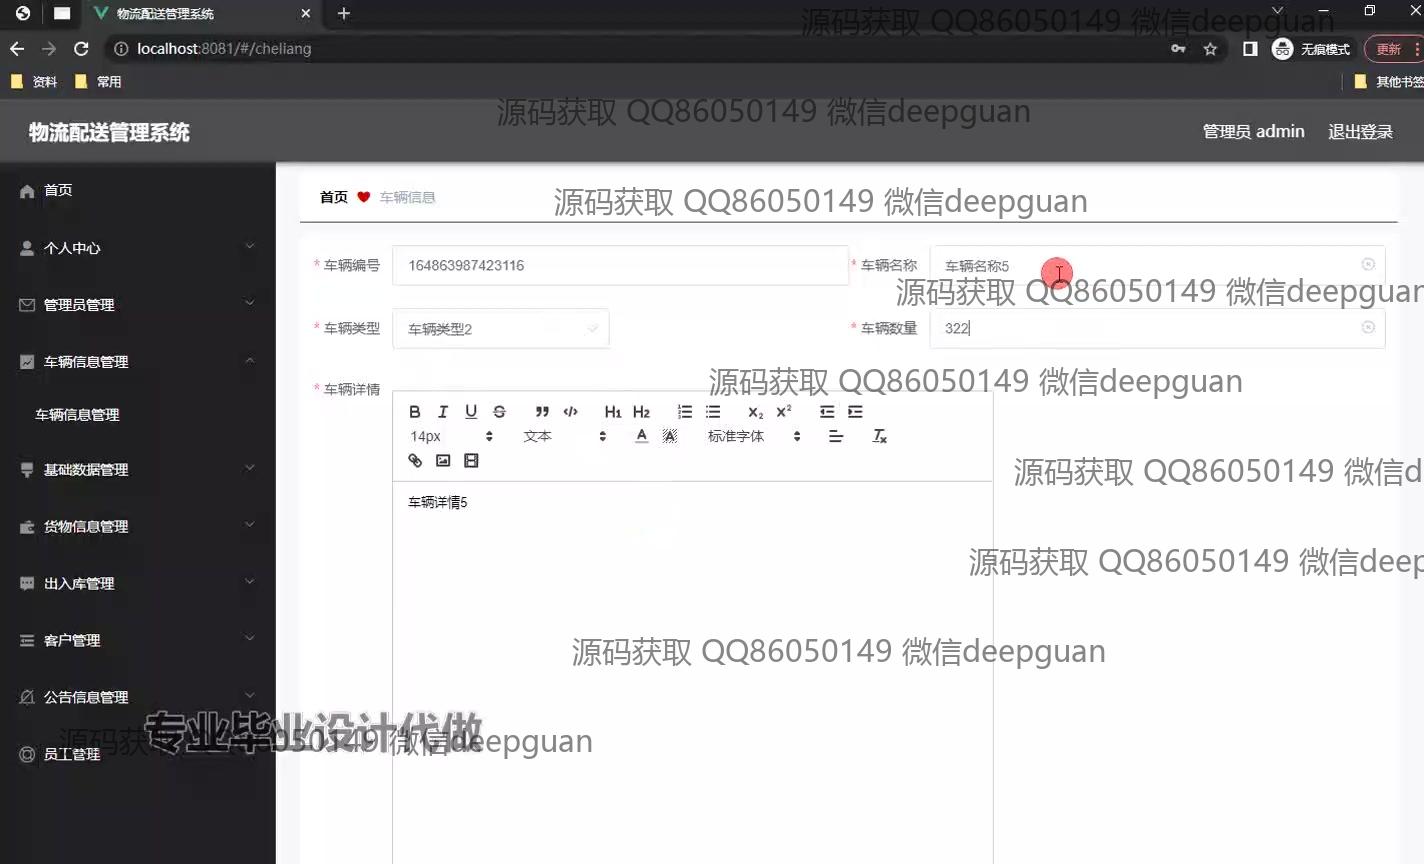 物流配送管理系统
源码获取 QQ86050149 微信deepguan
localhost:8081/#/cheliang
无痕模式
更新
资料
常用
其他书签
源码获取 QQ86050149 微信deepguan
物流配送管理系统
管理员 admin
退出登录
首页
首页 车辆信息
源码获取 QQ86050149 微信deepguan
个人中心
* 车辆编号 164863987423116
* 车辆名称 车辆名称5
源码获取 QQ86050149 微信deepguan
管理员管理
* 车辆类型 车辆类型2
* 车辆数量 322
车辆信息管理
源码获取 QQ86050149 微信deepguan
* 车辆详情
车辆信息管理
B I U S H1 H2 X2 X2
14px 文本 A A 标准字体 Tx
基础数据管理
源码获取 QQ86050149 微信d
车辆详情5
货物信息管理
源码获取 QQ86050149 微信deep
出入库管理
客户管理
源码获取 QQ86050149 微信deepguan
公告信息管理
专业毕业设计代做
源码获取 QQ86050149 微信deepguan
员工管理